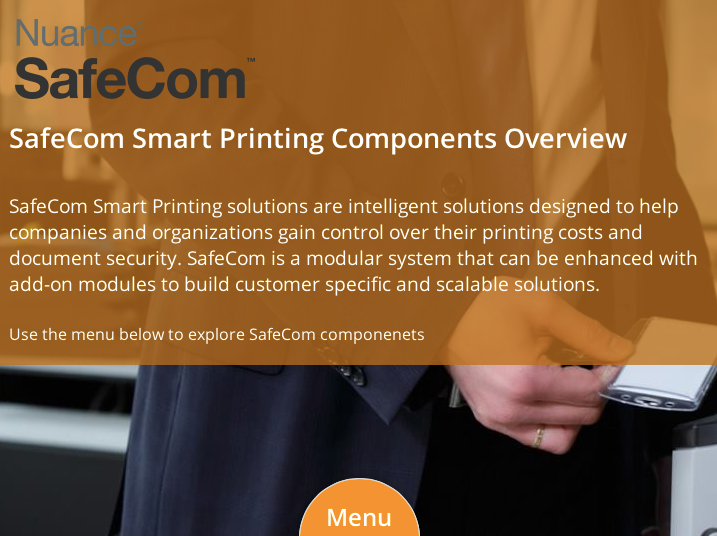 Nuance
SafeCom™
SafeCom Smart Printing Components Overview
SafeCom Smart Printing solutions are intelligent solutions designed to help
companies and organizations gain control over their printing costs and
document security. SafeCom is a modular system that can be enhanced with
add-on modules to build customer specific and scalable solutions.
Use the menu below to explore SafeCom componenets
Menu